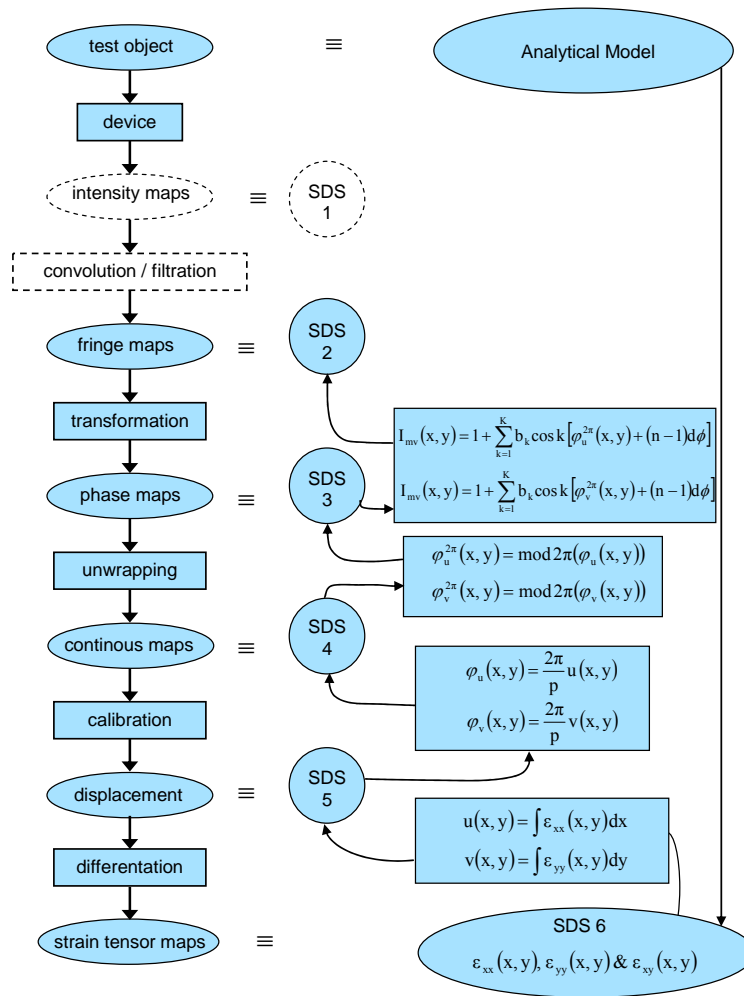 test object
≡
Analytical Model
device
intensity maps
≡
SDS
1
convolution / filtration
fringe maps
≡
SDS
2
transformation
I_mv(x, y) = 1 + ∑_{k=1}^{K} b_k cos k[φ_u^{2π}(x, y) + (n − 1)dϕ]
I_mv(x, y) = 1 + ∑_{k=1}^{K} b_k cos k[φ_v^{2π}(x, y) + (n − 1)dϕ]
phase maps
≡
SDS
3
unwrapping
φ_u^{2π}(x, y) = mod 2π(φ_u(x, y))
φ_v^{2π}(x, y) = mod 2π(φ_v(x, y))
continous maps
≡
SDS
4
calibration
φ_u(x, y) = 2π/p u(x, y)
φ_v(x, y) = 2π/p v(x, y)
displacement
≡
SDS
5
differentation
u(x, y) = ∫ ε_xx(x, y)dx
v(x, y) = ∫ ε_yy(x, y)dy
strain tensor maps
≡
SDS 6
ε_xx(x, y), ε_yy(x, y) & ε_xy(x, y)